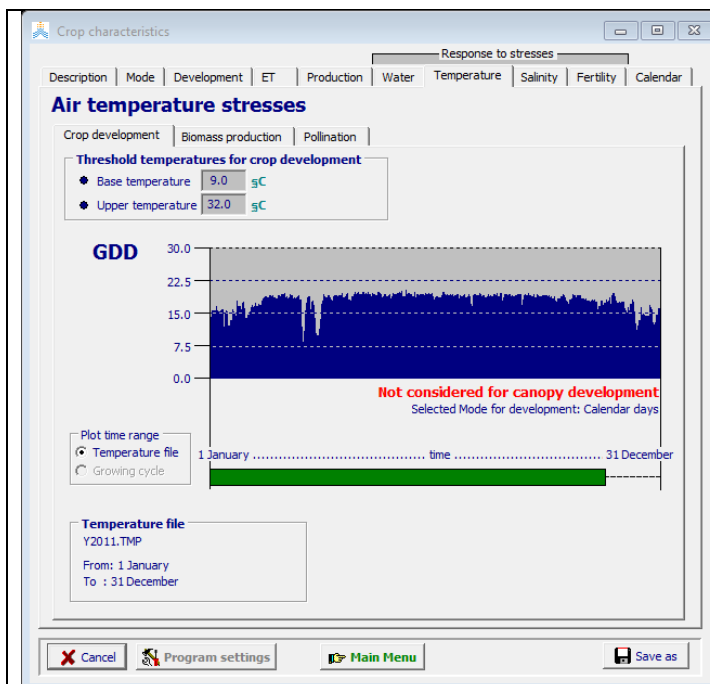 Crop characteristics
Response to stresses
Description Mode Development ET Production Water Temperature Salinity Fertility Calendar
Air temperature stresses
Crop development Biomass production Pollination
Threshold temperatures for crop development
Base temperature 9.0 §C
Upper temperature 32.0 §C
GDD
30.0
22.5
15.0
7.5
0.0
Not considered for canopy development
Selected Mode for development: Calendar days
Plot time range
Temperature file
Growing cycle
1 January ........................................... time ..................................... 31 December
Temperature file
Y2011.TMP
From: 1 January
To : 31 December
Cancel Program settings Main Menu Save as